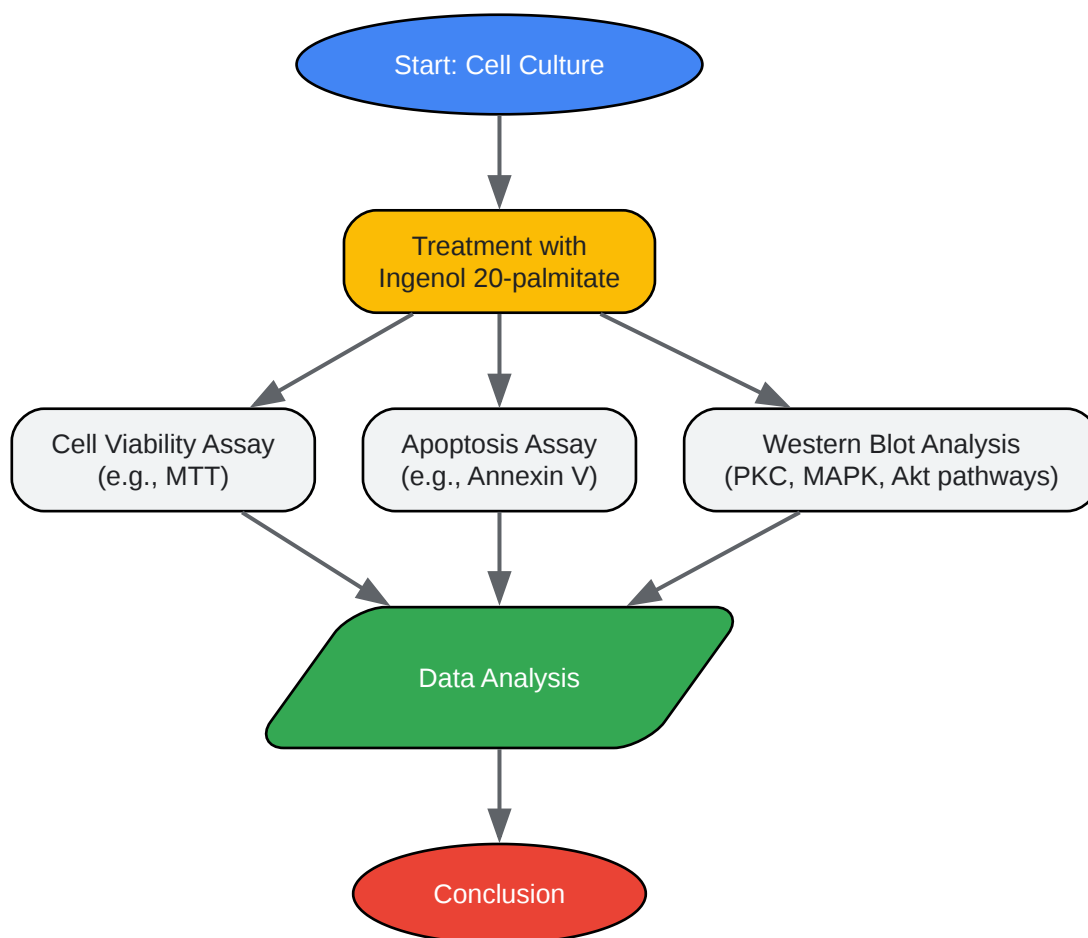 Start: Cell Culture
Treatment with
Ingenol 20-palmitate
Cell Viability Assay
(e.g., MTT)
Apoptosis Assay
(e.g., Annexin V)
Western Blot Analysis
(PKC, MAPK, Akt pathways)
Data Analysis
Conclusion